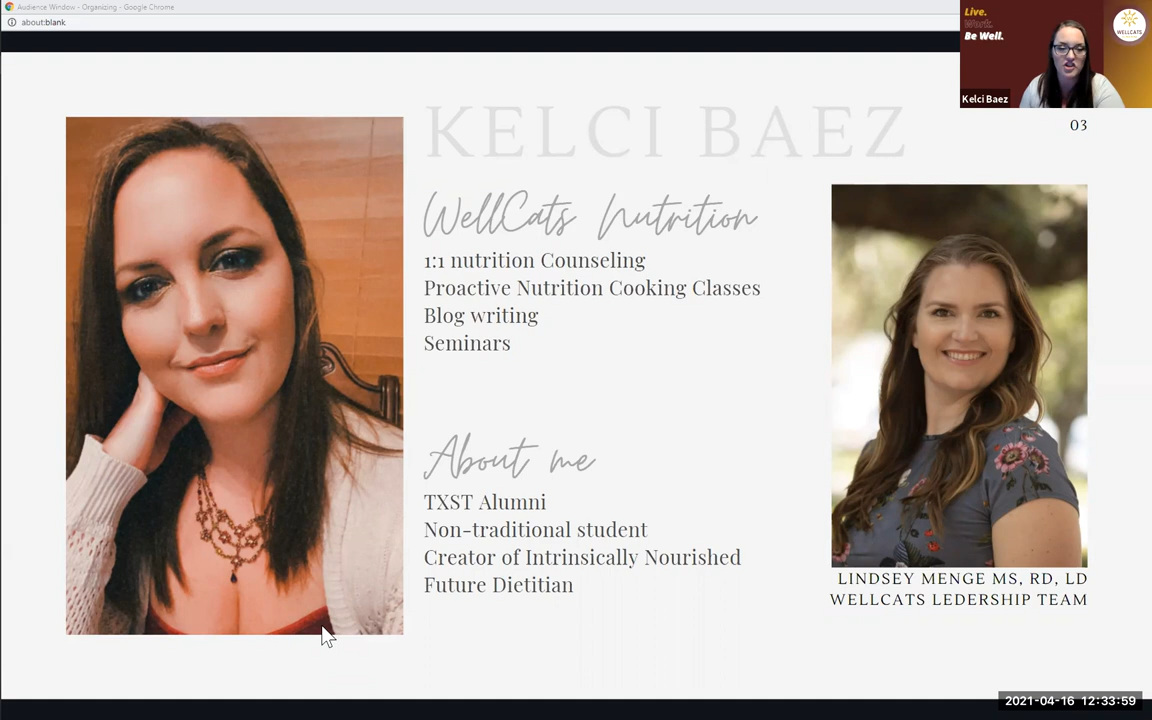 Audience Window - Organizing - Google Chrome
about:blank
Live.
Work.
Be Well.
WELLCATS
Kelci Baez
03
KELCI BAEZ
WellCats Nutrition
1:1 nutrition Counseling
Proactive Nutrition Cooking Classes
Blog writing
Seminars
About me
TXST Alumni
Non-traditional student
Creator of Intrinsically Nourished
Future Dietitian
LINDSEY MENGE MS, RD, LD
WELLCATS LEDERSHIP TEAM
2021-04-16 12:33:59